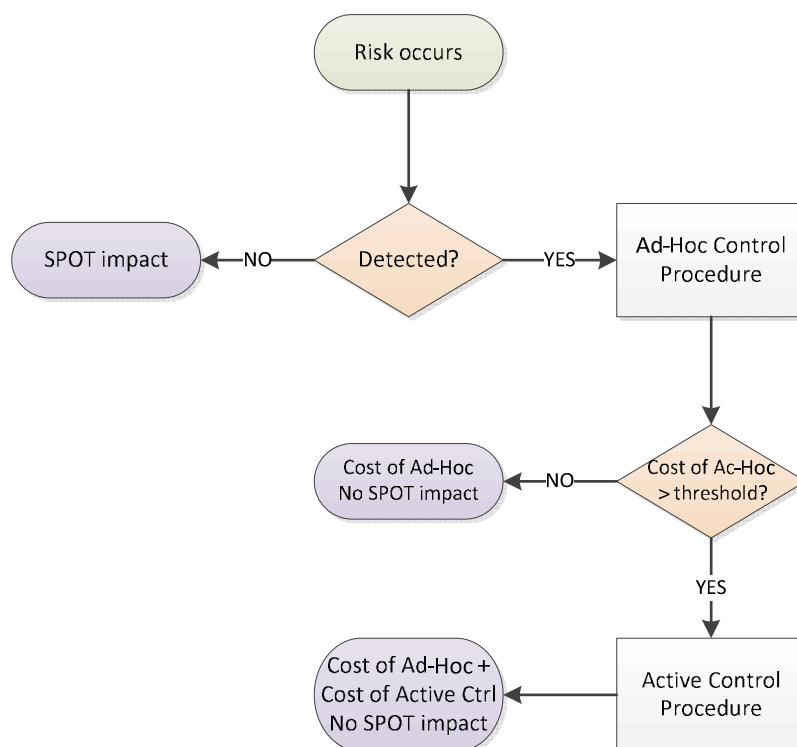 Risk occurs
SPOT impact
NO
Detected?
YES
Ad-Hoc Control
Procedure
Cost of Ad-Hoc
No SPOT impact
NO
Cost of Ac-Hoc
> threshold?
YES
Cost of Ad-Hoc +
Cost of Active Ctrl
No SPOT impact
Active Control
Procedure